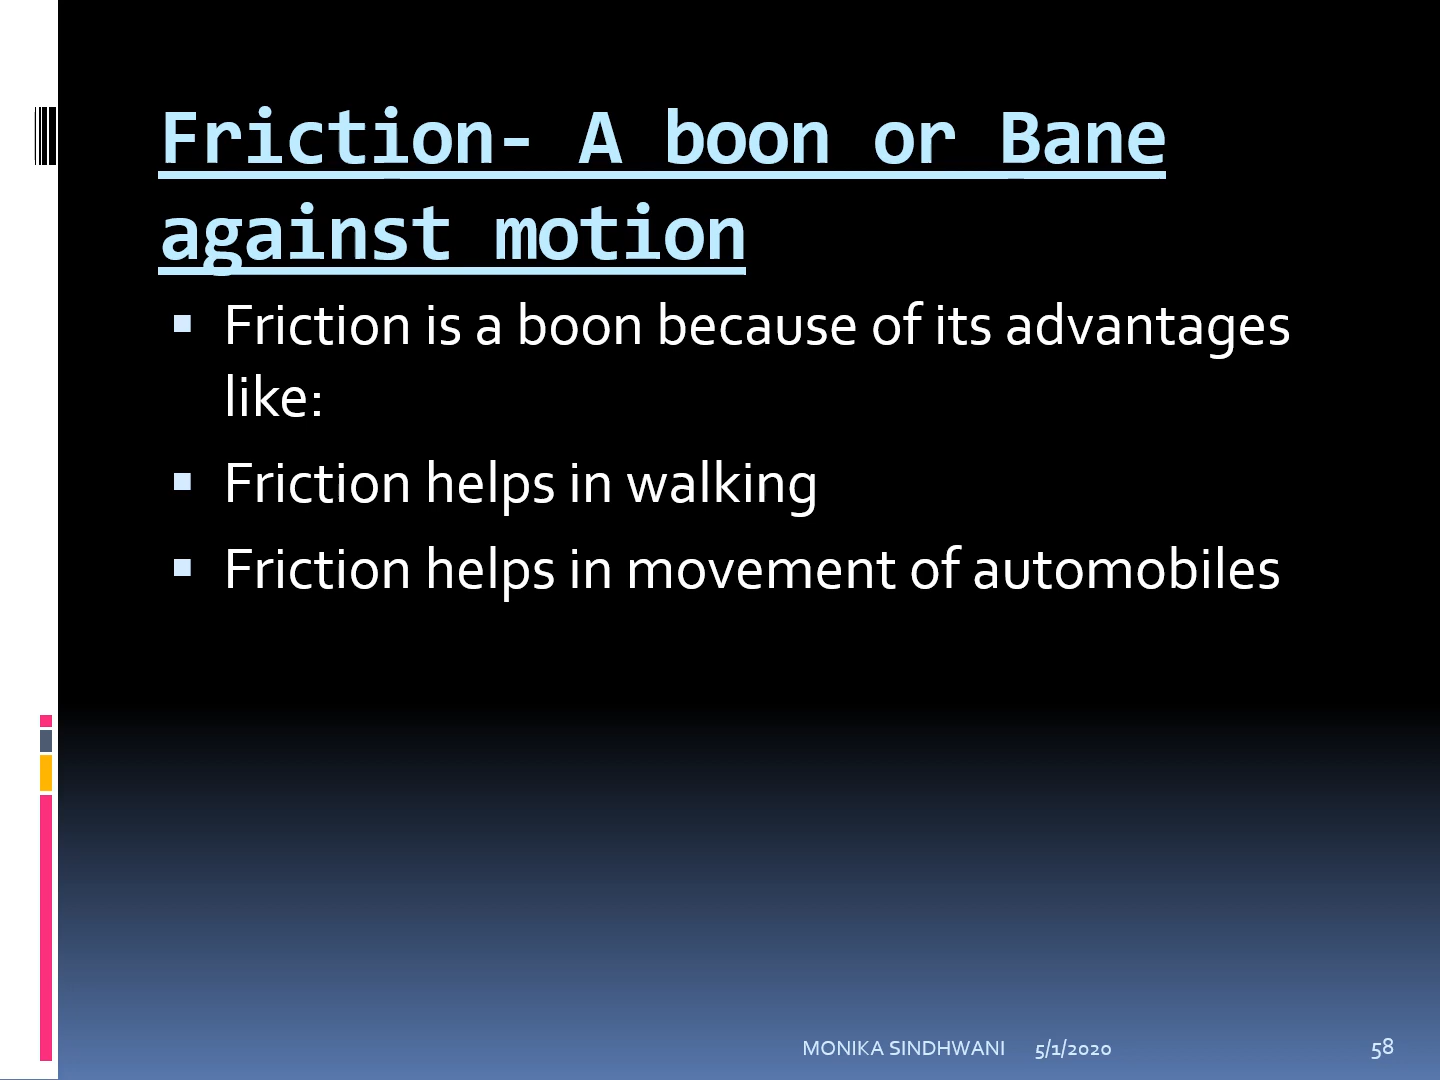 Friction- A boon or Bane
against motion
▪ Friction is a boon because of its advantages
like:
▪ Friction helps in walking
▪ Friction helps in movement of automobiles
MONIKA SINDHWANI 5/1/2020 58